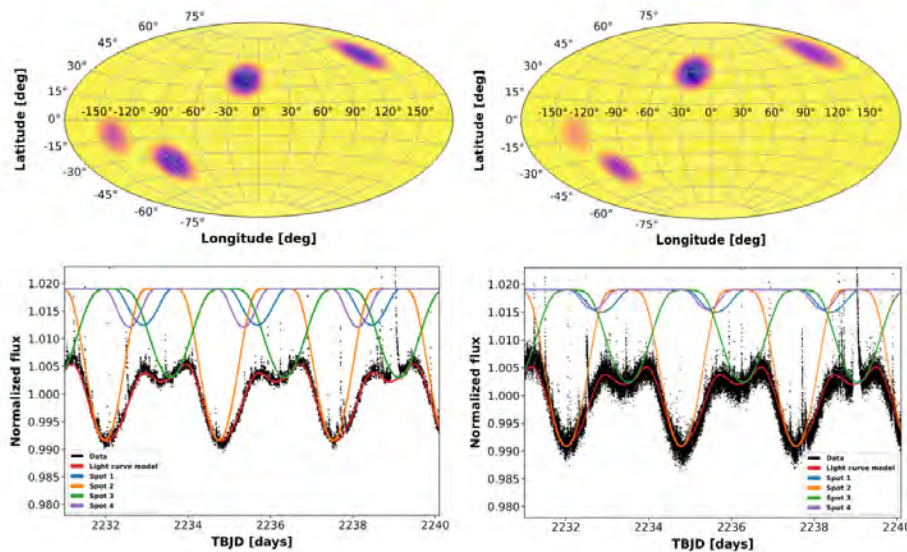 75°
60°
45°
30°
15°
0°
-15°
-30°
-45°
-60°
-75°
-150° -120° -90° -60° -30° 0° 30° 60° 90° 120° 150°
Latitude [deg]
Longitude [deg]
75°
60°
45°
30°
15°
0°
-15°
-30°
-45°
-60°
-75°
-150° -120° -90° -60° -30° 0° 30° 60° 90° 120° 150°
Latitude [deg]
Longitude [deg]
1.020
1.015
1.010
1.005
1.000
0.995
0.990
0.985
0.980
Normalized flux
Data
Light curve model
Spot 1
Spot 2
Spot 3
Spot 4
2232 2234 2236 2238 2240
TBJD [days]
1.020
1.015
1.010
1.005
1.000
0.995
0.990
0.985
0.980
Normalized flux
Data
Light curve model
Spot 1
Spot 2
Spot 3
Spot 4
2232 2234 2236 2238 2240
TBJD [days]